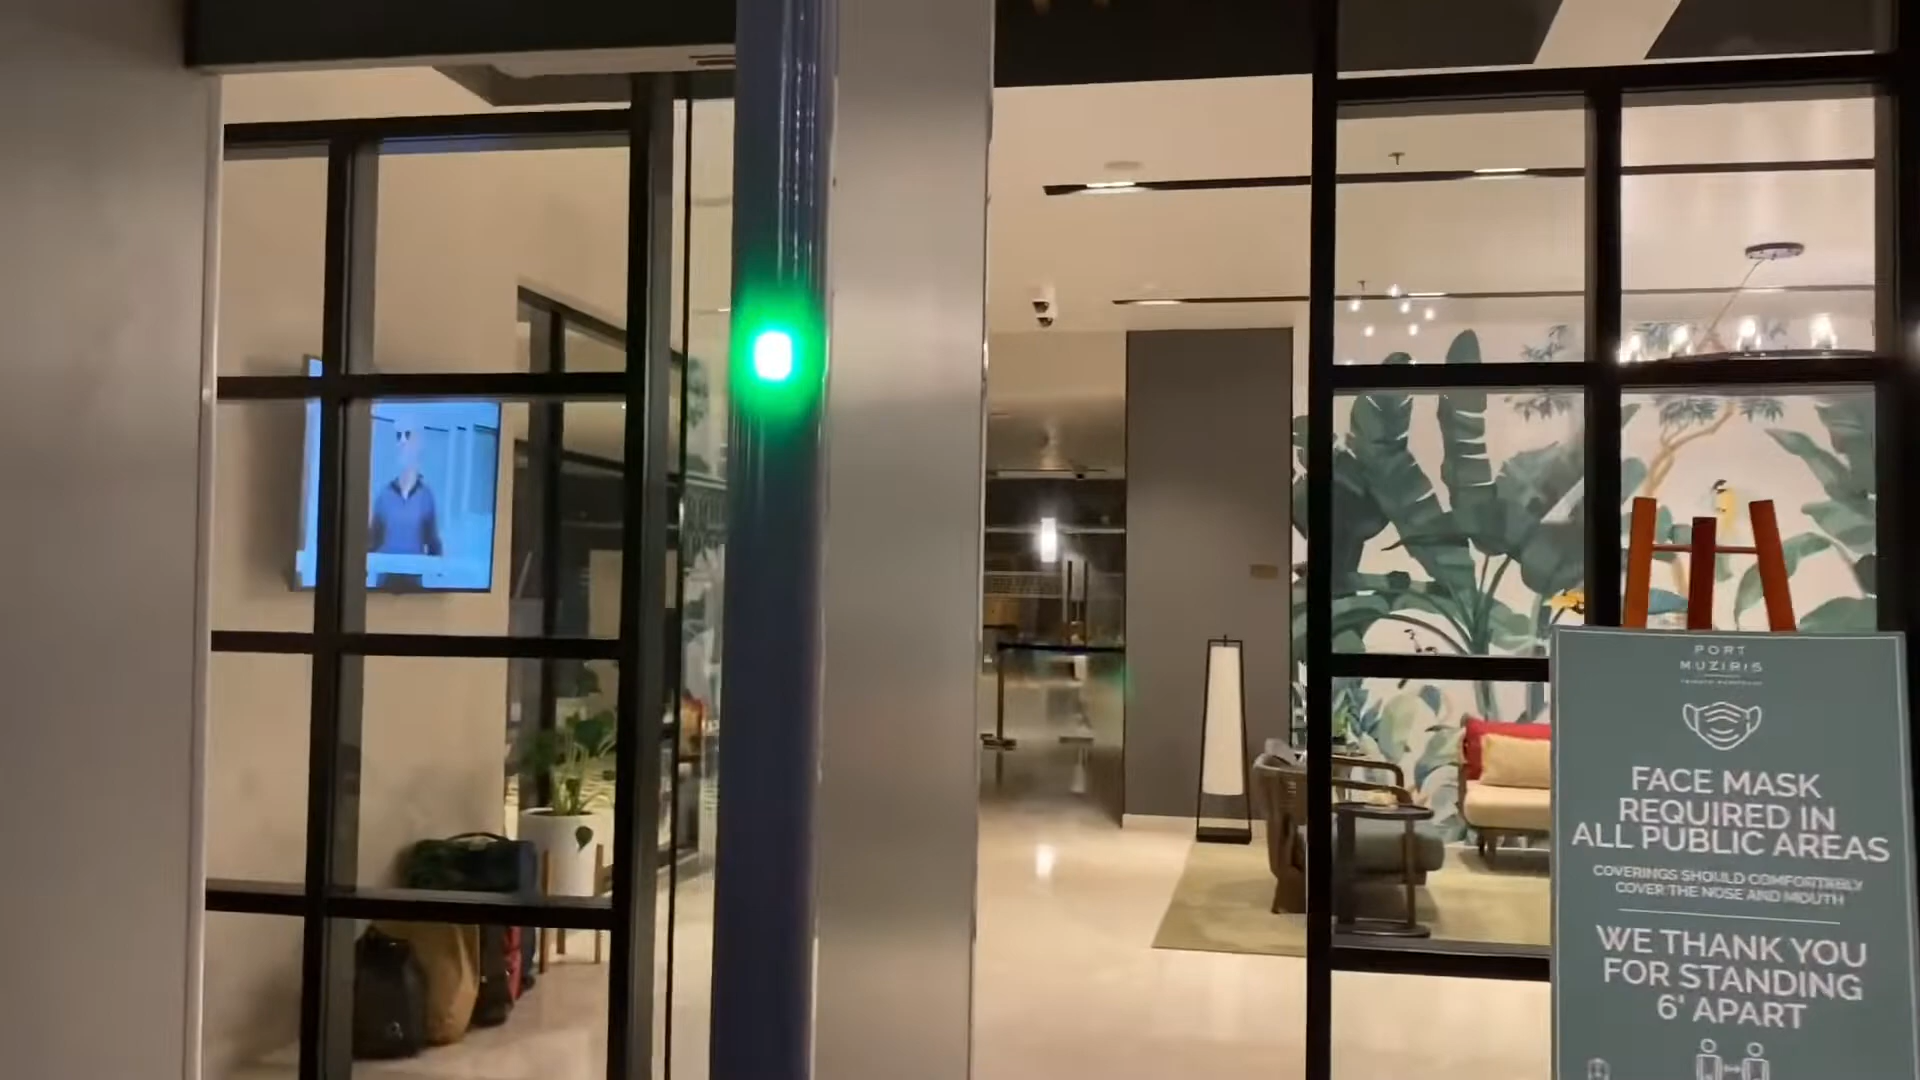 PORT
MUZIRIS
FACE MASK
REQUIRED IN
ALL PUBLIC AREAS
COVERINGS SHOULD COMFORTABLY
COVER THE NOSE AND MOUTH
WE THANK YOU
FOR STANDING
6' APART